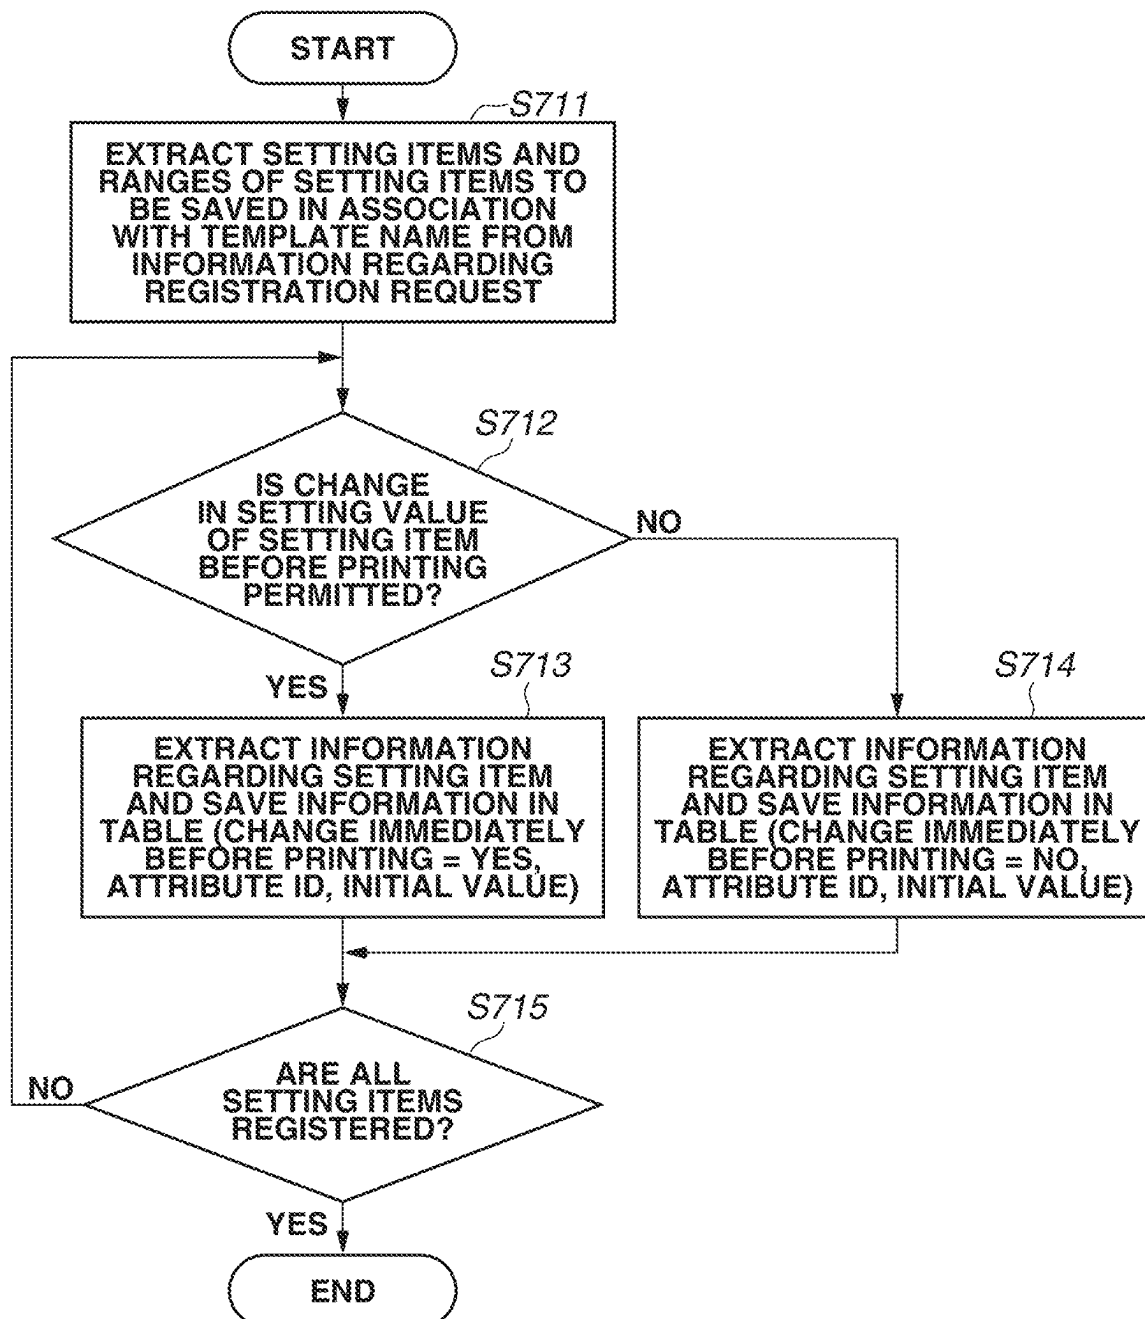 START
S711
EXTRACT SETTING ITEMS AND
RANGES OF SETTING ITEMS TO
BE SAVED IN ASSOCIATION
WITH TEMPLATE NAME FROM
INFORMATION REGARDING
REGISTRATION REQUEST
S712
IS CHANGE
IN SETTING VALUE
OF SETTING ITEM
BEFORE PRINTING
PERMITTED?
NO
YES
S713
EXTRACT INFORMATION
REGARDING SETTING ITEM
AND SAVE INFORMATION IN
TABLE (CHANGE IMMEDIATELY
BEFORE PRINTING = YES,
ATTRIBUTE ID, INITIAL VALUE)
S714
EXTRACT INFORMATION
REGARDING SETTING ITEM
AND SAVE INFORMATION IN
TABLE (CHANGE IMMEDIATELY
BEFORE PRINTING = NO,
ATTRIBUTE ID, INITIAL VALUE)
S715
ARE ALL
SETTING ITEMS
REGISTERED?
NO
YES
END